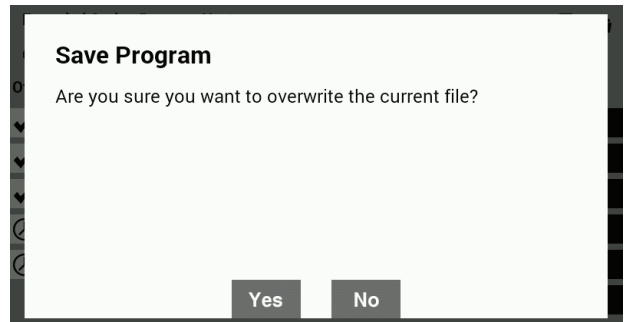 Save Program
Are you sure you want to overwrite the current file?
Yes
No